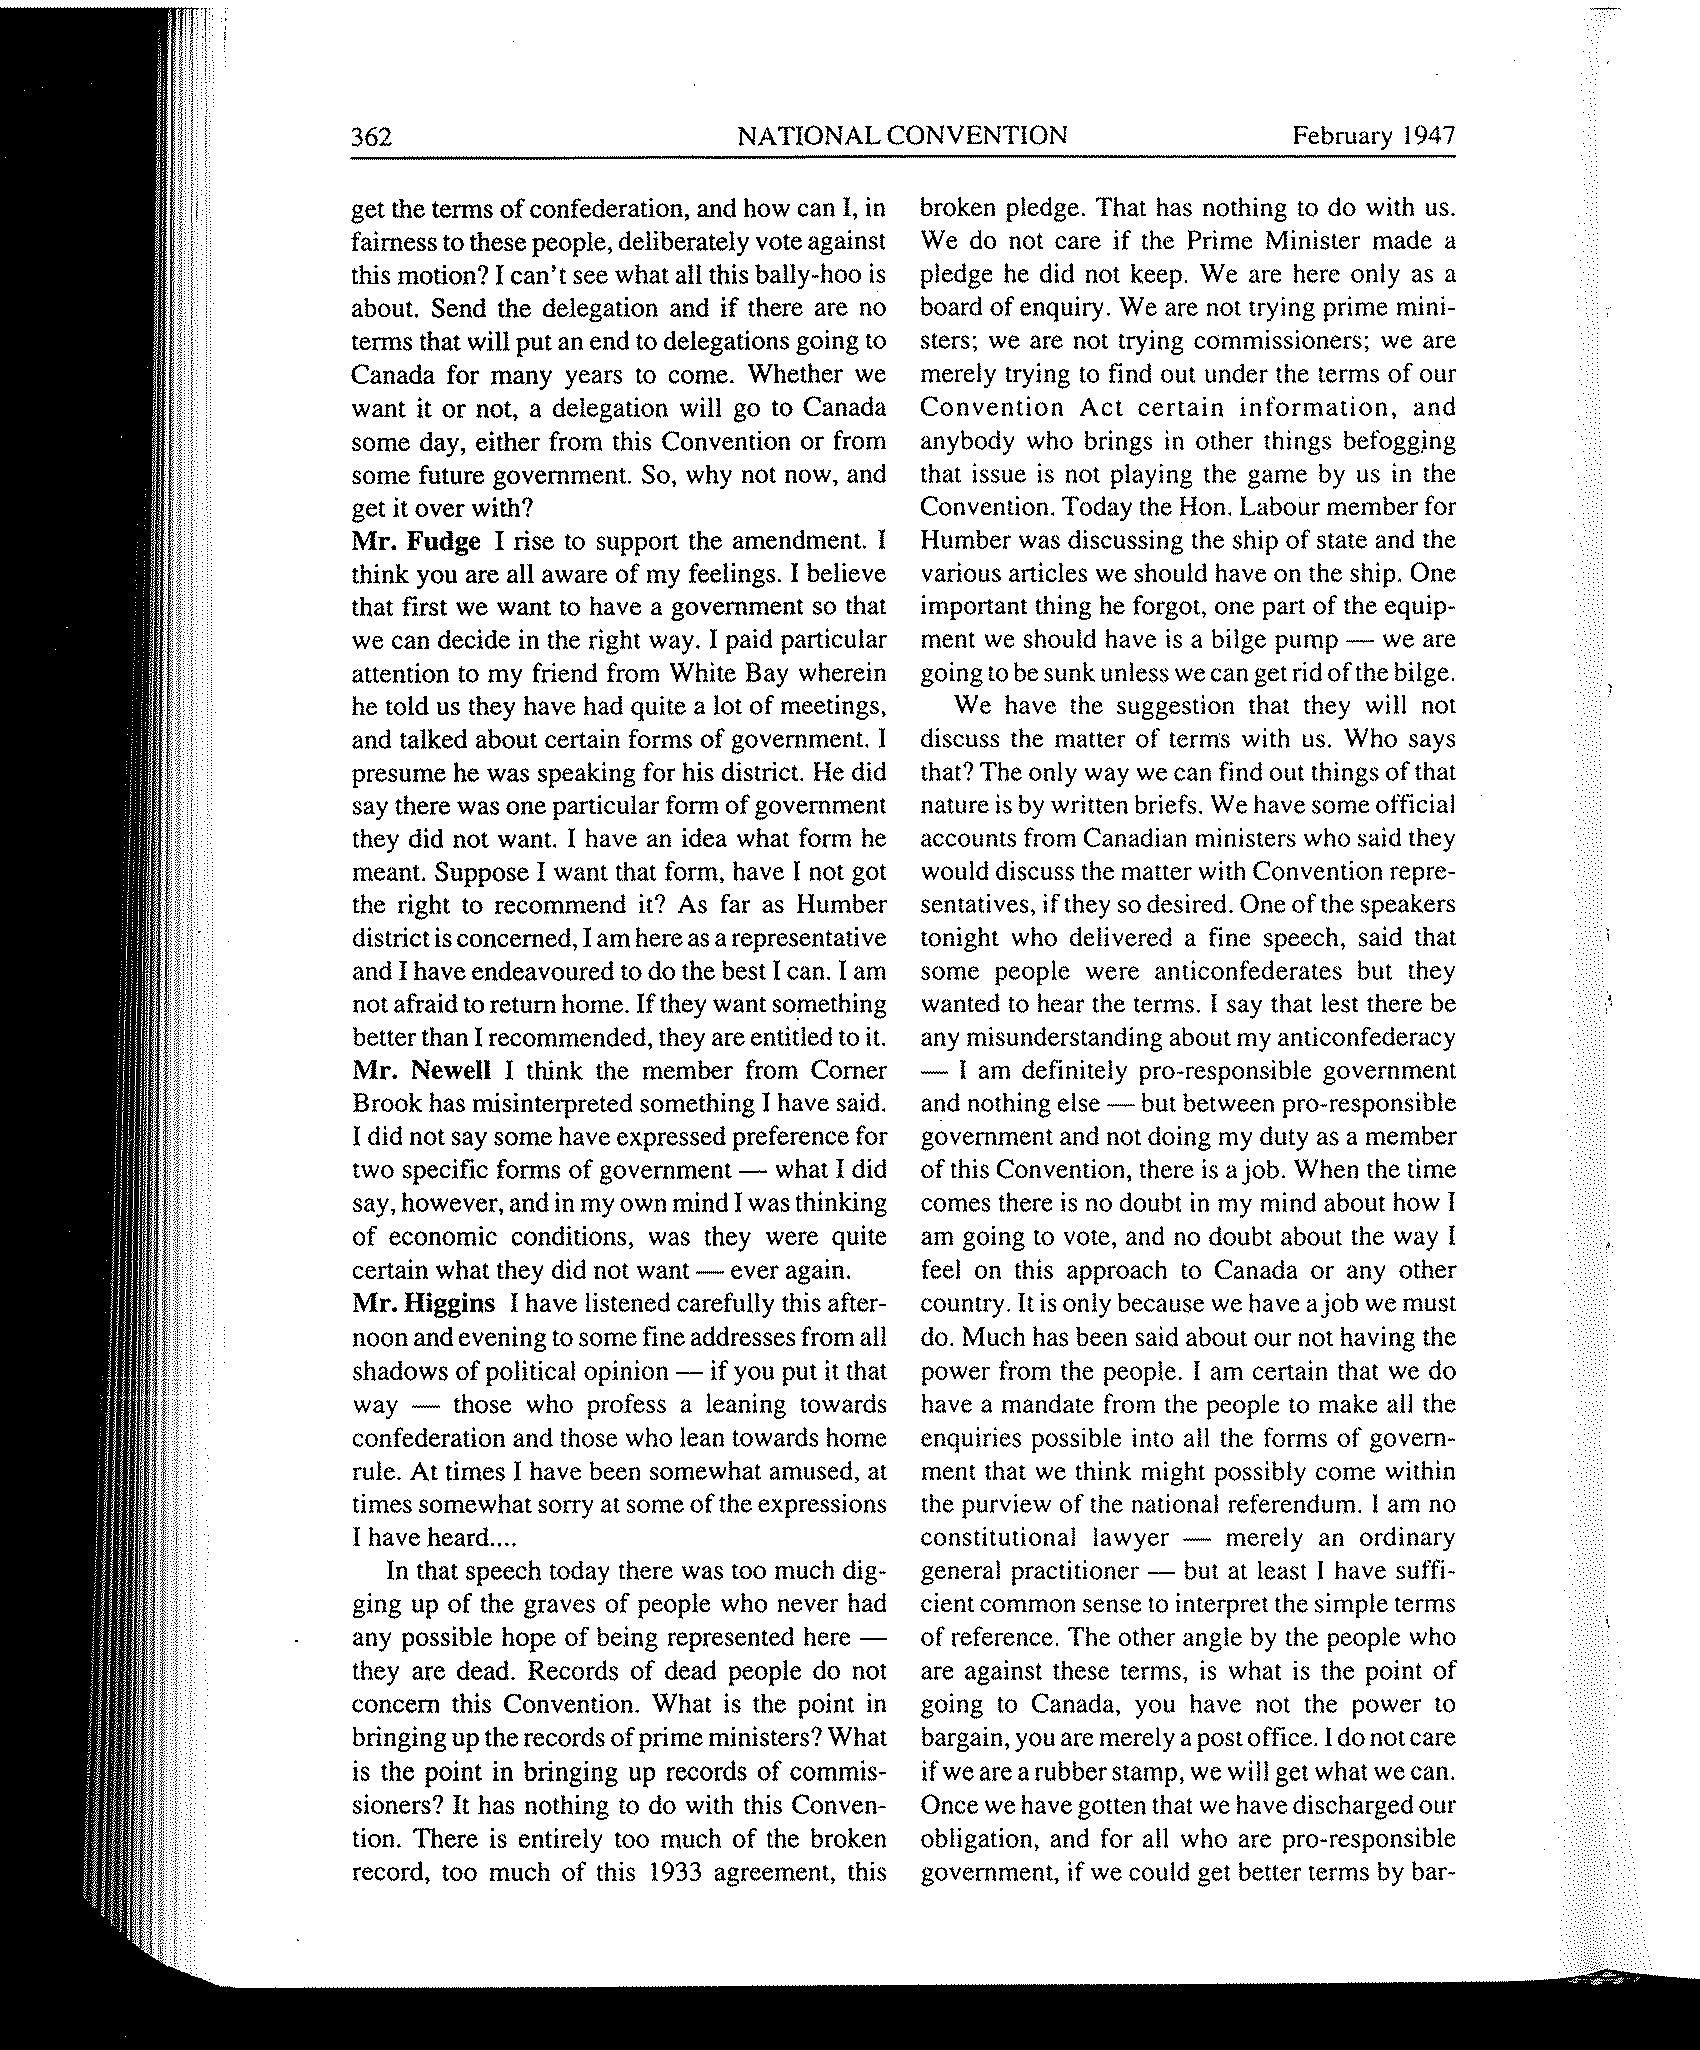 362 NATIONAL CONVENTION February 1947
get the terms of confederation, and how can I, in
fairness to these people, deliberately vote against
this motion? I can't see what all this bally-hoo is
about. Send the delegation and if there are no
terms that will put an end to delegations going to
Canada for many years to come. Whether we
want it or not, a delegation will go to Canada
some day, either from this Convention or from
some future government. So, why not now, and
get it over with?
Mr. Fudge I rise to support the amendment. I
think you are all aware of my feelings. I believe
that first we want to have a government so that
we can decide in the right way. I paid particular
attention to my friend from White Bay wherein
he told us they have had quite a lot of meetings,
and talked about certain forms of government. I
presume he was speaking for his district. He did
say there was one particular form of government
they did not want. I have an idea what form he
meant. Suppose I want that form, have I not got
the right to recommend it? As far as Humber
district is concerned, I am here as a representative
and I have endeavoured to do the best I can. I am
not afraid to return home. If they want something
better than I recommended, they are entitled to it.
Mr. Newell I think the member from Corner
Brook has misinterpreted something I have said.
I did not say some have expressed preference for
two specific forms of government — what I did
say, however, and in my own mind I was thinking
of economic conditions, was they were quite
certain what they did not want — ever again.
Mr. Higgins I have listened carefully this after-
noon and evening to some fine addresses from all
shadows of political opinion — if you put it that
way — those who profess a leaning towards
confederation and those who lean towards home
rule. At times I have been somewhat amused, at
times somewhat sorry at some of the expressions
I have heard....
In that speech today there was too much dig-
ging up of the graves of people who never had
any possible hope of being represented here —
they are dead. Records of dead people do not
concern this Convention. What is the point in
bringing up the records of prime ministers? What
is the point in bringing up records of commis-
sioners? It has nothing to do with this Conven-
tion. There is entirely too much of the broken
record, too much of this 1933 agreement, this
broken pledge. That has nothing to do with us.
We do not care if the Prime Minister made a
pledge he did not keep. We are here only as a
board of enquiry. We are not trying prime mini-
sters; we are not trying commissioners; we are
merely trying to find out under the terms of our
Convention Act certain information, and
anybody who brings in other things befogging
that issue is not playing the game by us in the
Convention. Today the Hon. Labour member for
Humber was discussing the ship of state and the
various articles we should have on the ship. One
important thing he forgot, one part of the equip-
ment we should have is a bilge pump — we are
going to be sunk unless we can get rid of the bilge.
We have the suggestion that they will not
discuss the matter of terms with us. Who says
that? The only way we can find out things of that
nature is by written briefs. We have some official
accounts from Canadian ministers who said they
would discuss the matter with Convention repre-
sentatives, if they so desired. One of the speakers
tonight who delivered a fine speech, said that
some people were anticonfederates but they
wanted to hear the terms. I say that lest there be
any misunderstanding about my anticonfederacy
— I am definitely pro-responsible government
and nothing else — but between pro-responsible
government and not doing my duty as a member
of this Convention, there is a job. When the time
comes there is no doubt in my mind about how I
am going to vote, and no doubt about the way I
feel on this approach to Canada or any other
country. It is only because we have a job we must
do. Much has been said about our not having the
power from the people. I am certain that we do
have a mandate from the people to make all the
enquiries possible into all the forms of govern-
ment that we think might possibly come within
the purview of the national referendum. I am no
constitutional lawyer — merely an ordinary
general practitioner — but at least I have suffi-
cient common sense to interpret the simple terms
of reference. The other angle by the people who
are against these terms, is what is the point of
going to Canada, you have not the power to
bargain, you are merely a post office. I do not care
if we are a rubber stamp, we will get what we can.
Once we have gotten that we have discharged our
obligation, and for all who are pro-responsible
government, if we could get better terms by bar-